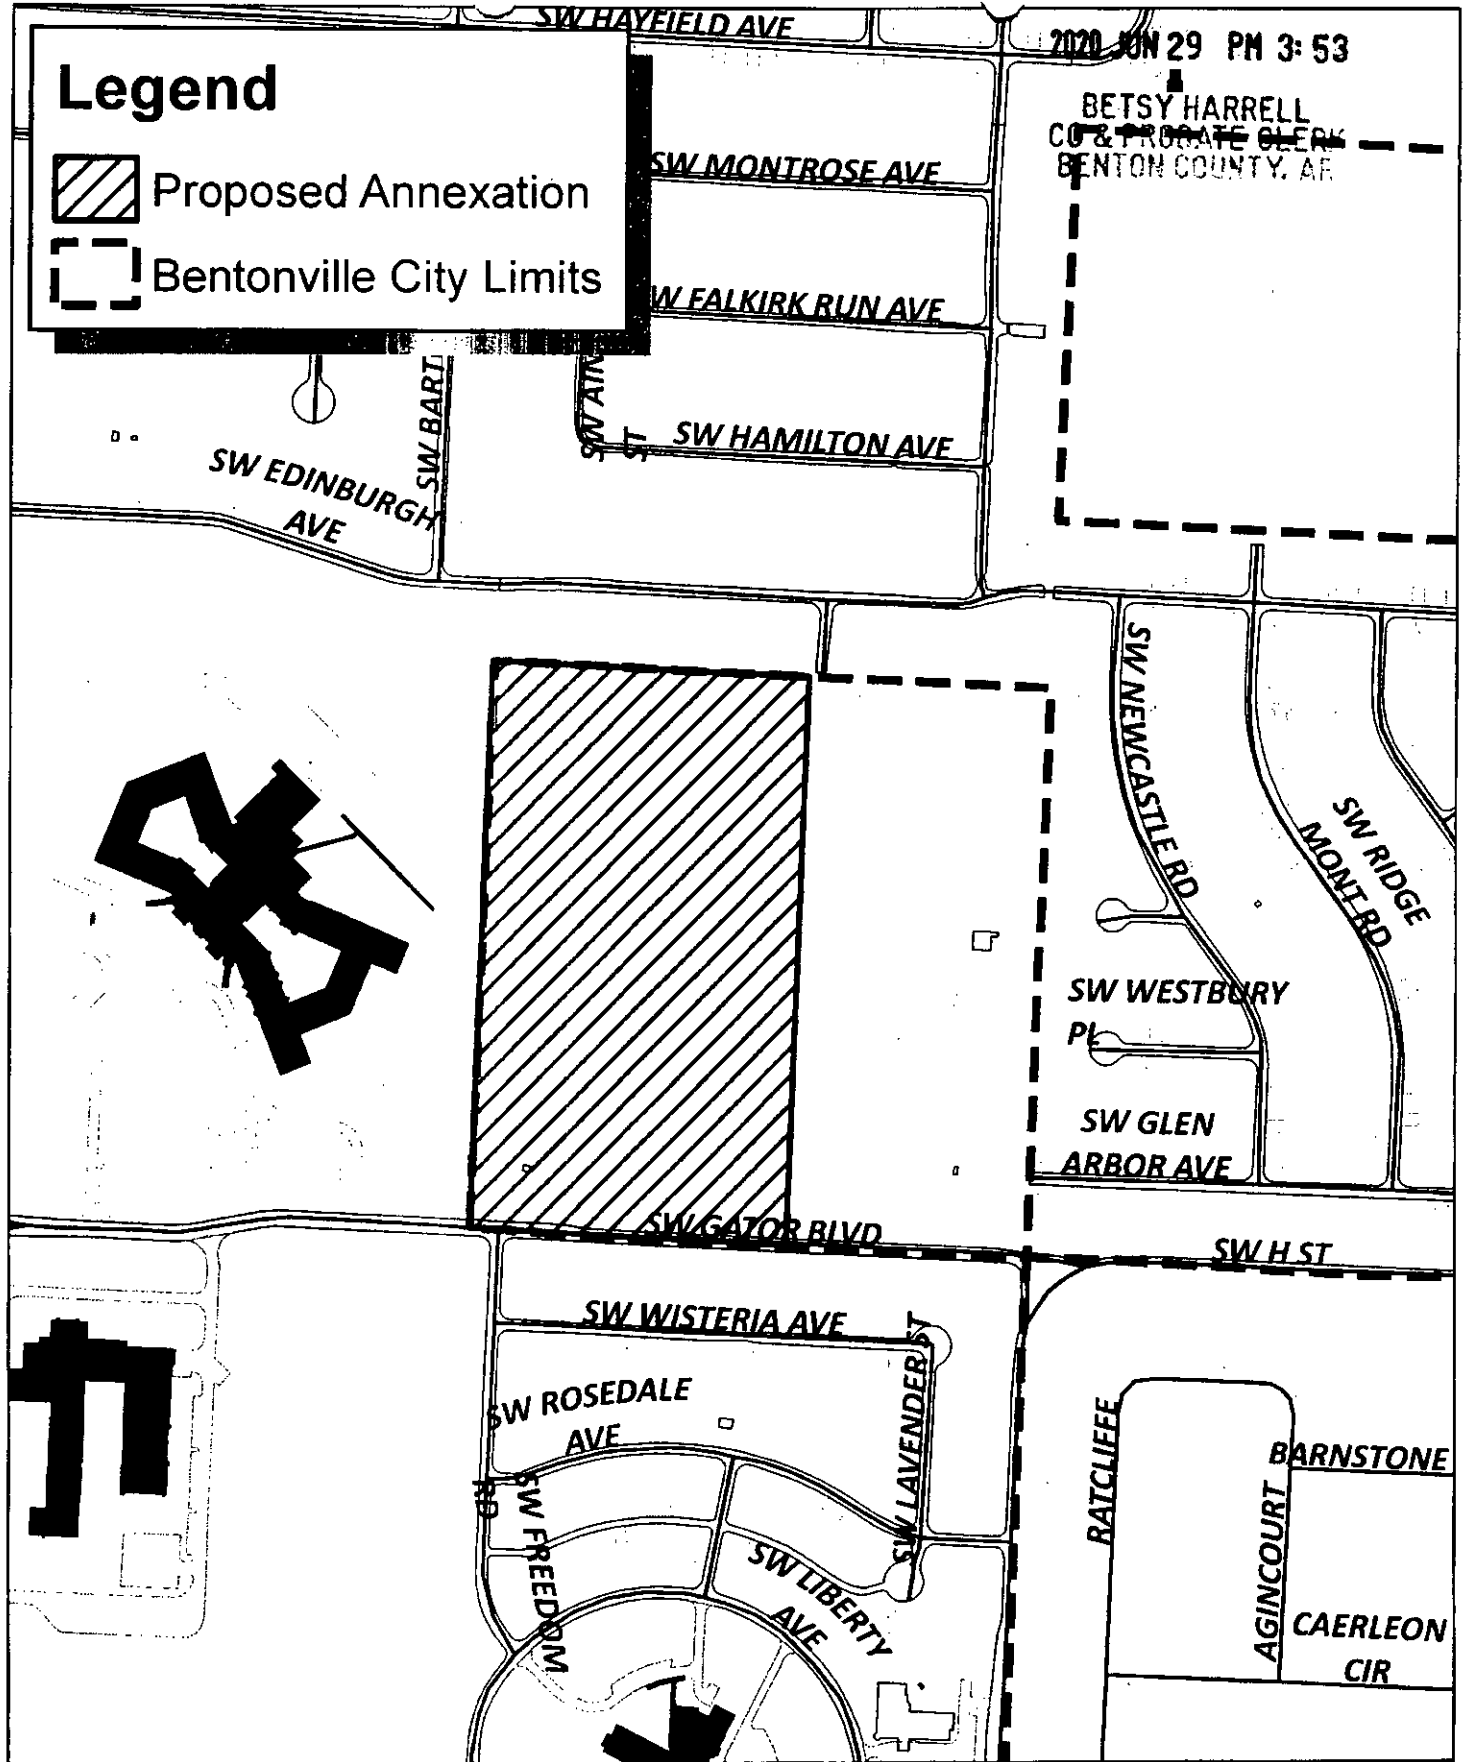 SW HAYFIELD AVE
2020 JUN 29 PM 3:53
BETSY HARRELL
CO & PROBATE CLERK
BENTON COUNTY, AR
Legend
Proposed Annexation
Bentonville City Limits
SW MONTROSE AVE
W FALKIRK RUN AVE
SW BART
SW AIN
ST
SW HAMILTON AVE
SW EDINBURGH
AVE
SW NEWCASTLE RD
SW RIDGE
MONT RD
SW WESTBURY
PL
SW GLEN
ARBOR AVE
SW GATOR BLVD
SW H ST
SW WISTERIA AVE
SW LAVENDER ST
SW ROSEDALE
AVE
SW FREEDOM
RD
SW LIBERTY
AVE
RATCLIFFE
BARNSTONE
AGINCOURT
CAERLEON
CIR